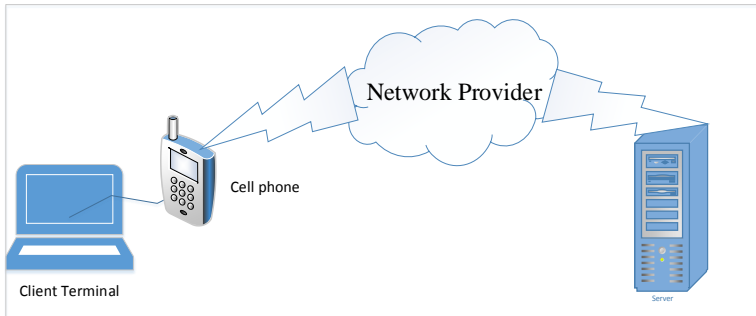 Network Provider
Cell phone
Client Terminal
Server